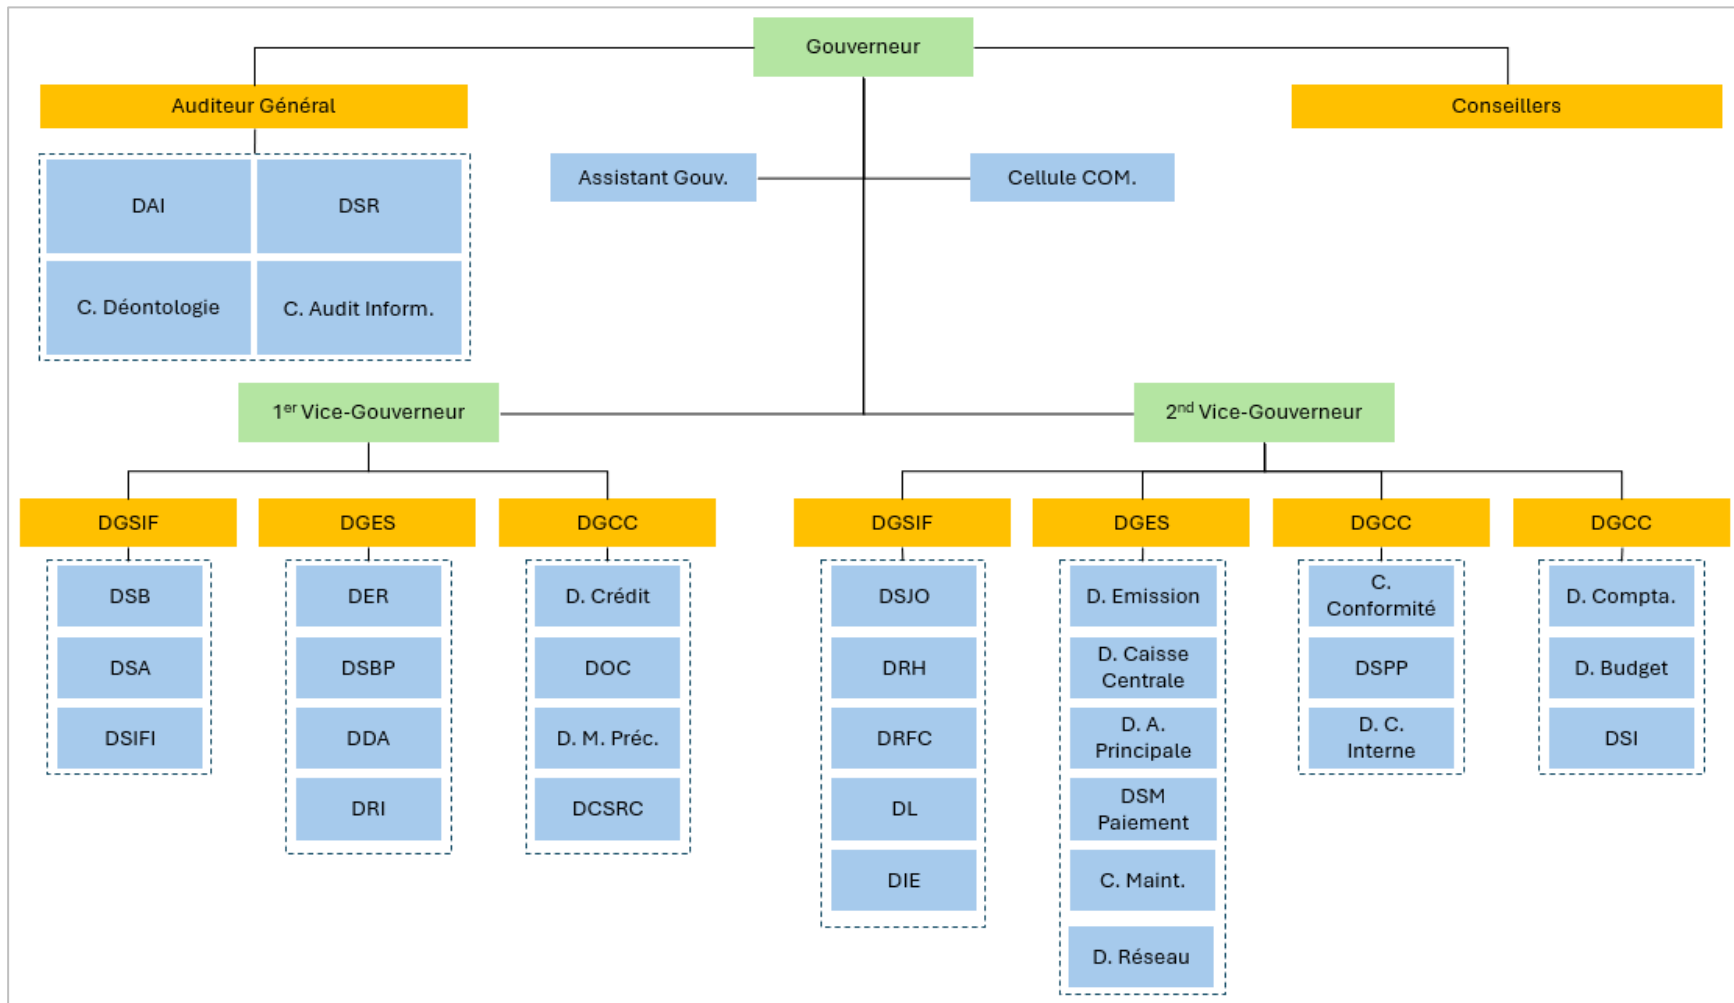 Gouverneur
Auditeur Général
Conseillers
Assistant Gouv.
Cellule COM.
DAI
DSR
C. Déontologie
C. Audit Inform.
1er Vice-Gouverneur
2nd Vice-Gouverneur
DGSIF
DGES
DGCC
DGSIF
DGES
DGCC
DGCC
DSB
DSA
DSIFI
DER
DSBP
DDA
DRI
D. Crédit
DOC
D. M. Préc.
DCSRC
DSJO
DRH
DRFC
DL
DIE
D. Emission
D. Caisse
Centrale
D. A.
Principale
DSM
Paiement
C. Maint.
D. Réseau
C.
Conformité
DSPP
D. C.
Interne
D. Compta.
D. Budget
DSI